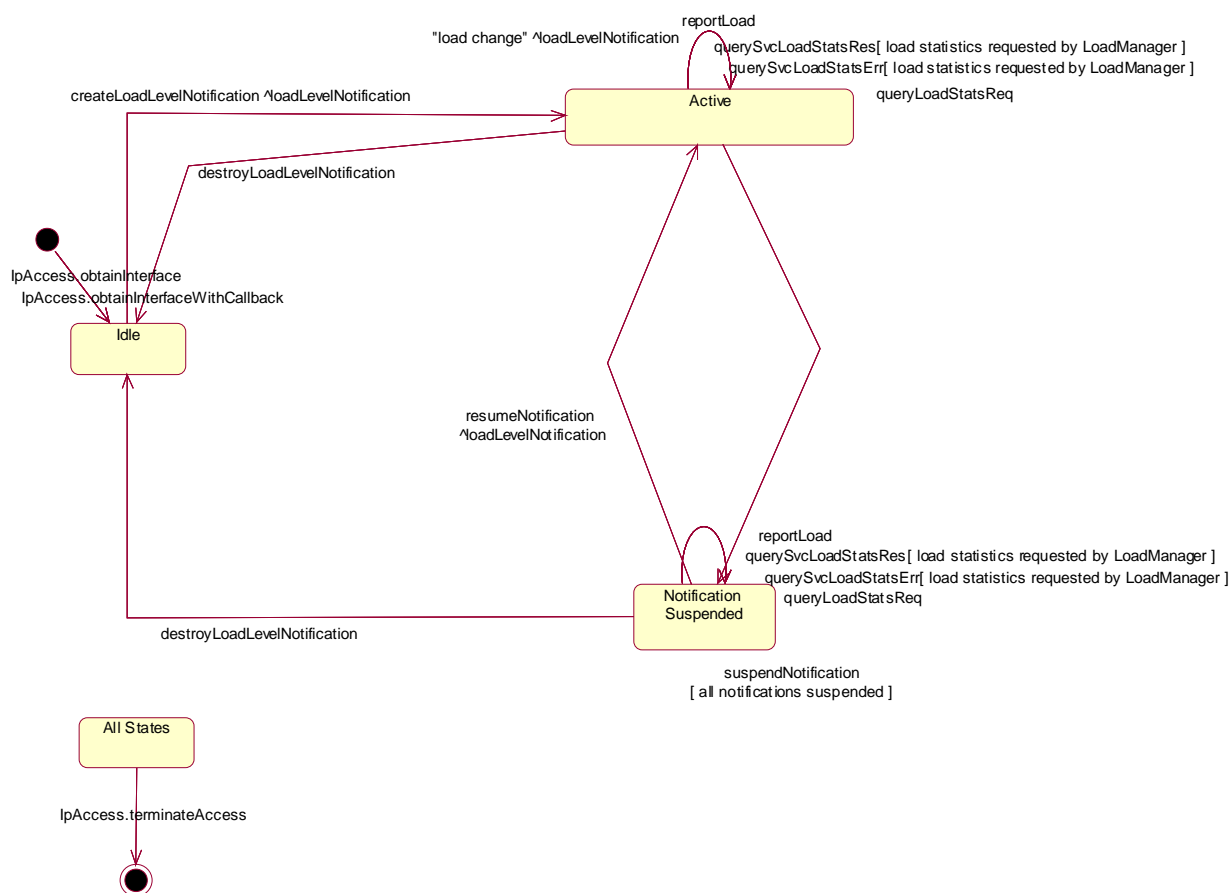 reportLoad
"load change" ^loadLevelNotification
querySvcLoadStatsRes[ load statistics requested by LoadManager ]
querySvcLoadStatsErr[ load statistics requested by LoadManager ]
queryLoadStatsReq
createLoadLevelNotification ^loadLevelNotification
Active
destroyLoadLevelNotification
IpAccess.obtainInterface
IpAccess.obtainInterfaceWithCallback
Idle
resumeNotification
^loadLevelNotification
reportLoad
querySvcLoadStatsRes[ load statistics requested by LoadManager ]
querySvcLoadStatsErr[ load statistics requested by LoadManager ]
queryLoadStatsReq
Notification
Suspended
destroyLoadLevelNotification
suspendNotification
[ all notifications suspended ]
All States
IpAccess.terminateAccess